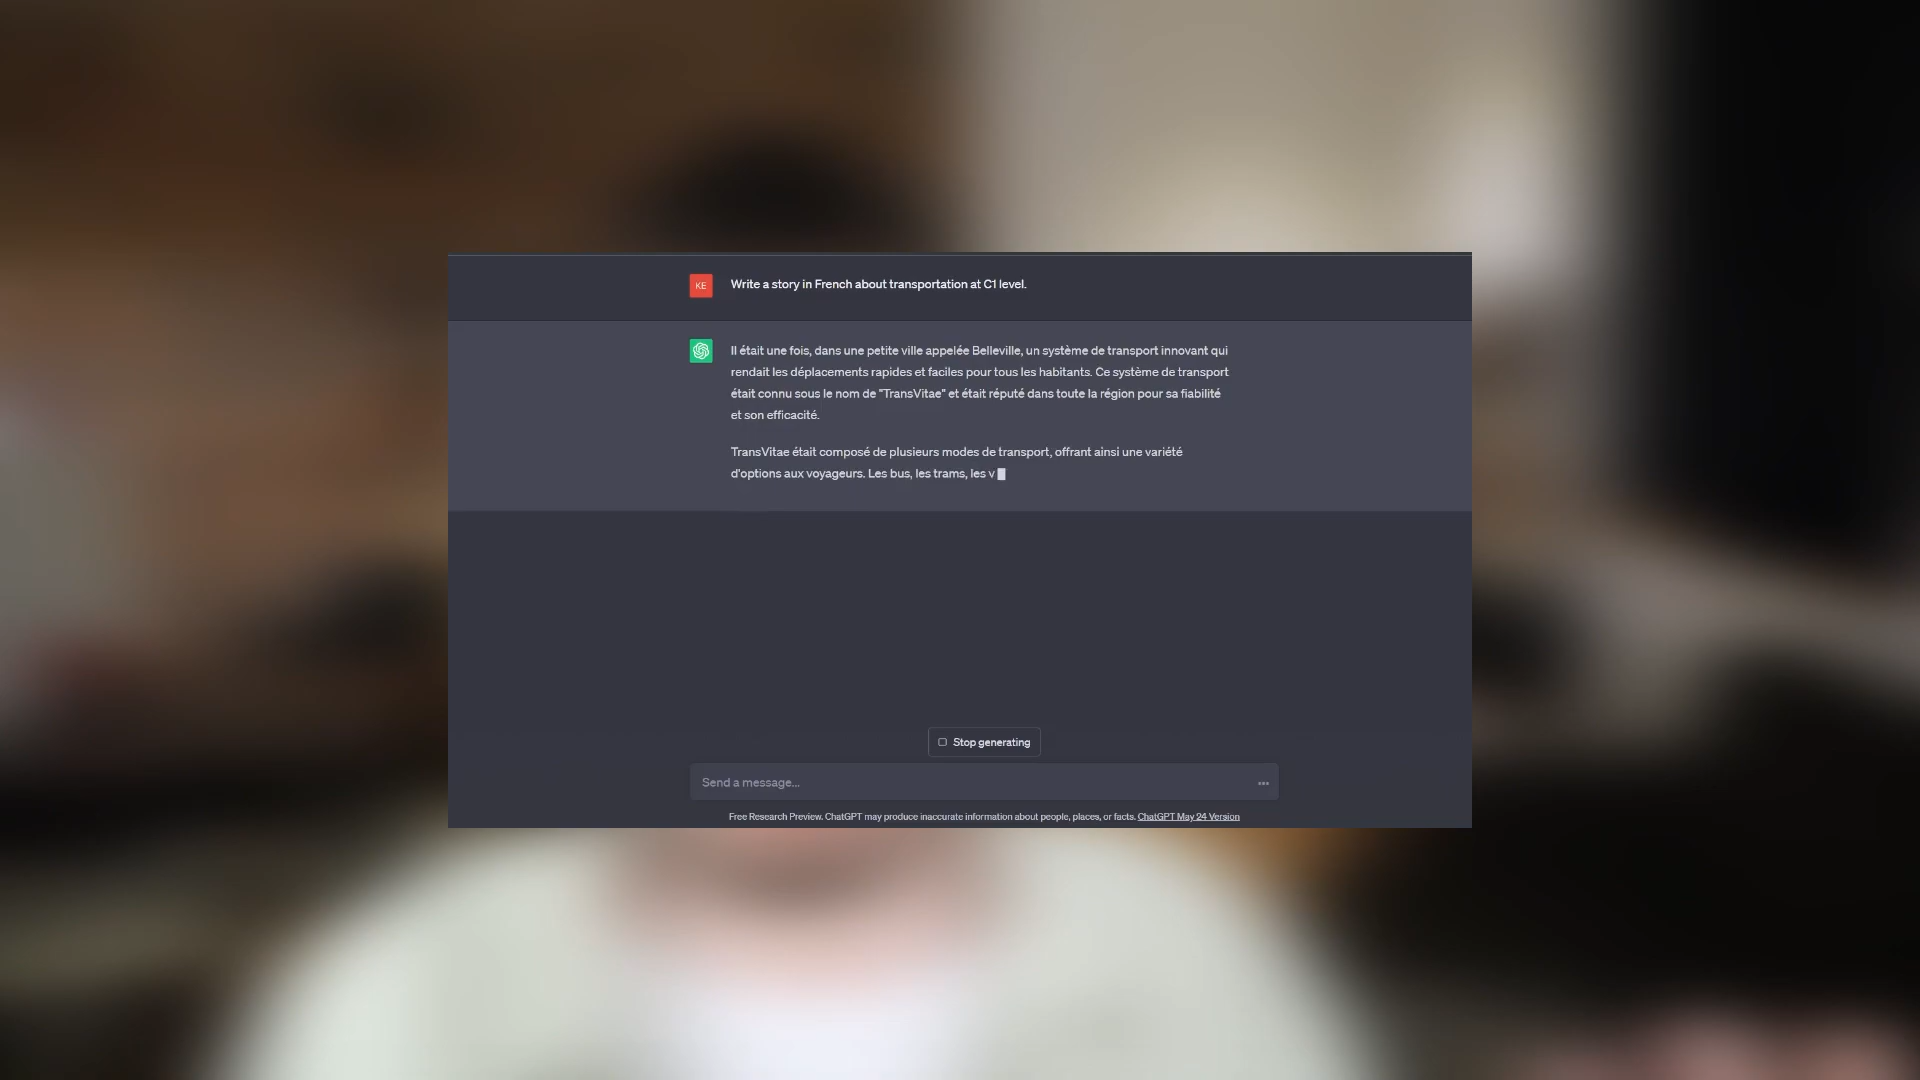 KE
Write a story in French about transportation at C1 level.
Il était une fois, dans une petite ville appelée Belleville, un système de transport innovant qui
rendait les déplacements rapides et faciles pour tous les habitants. Ce système de transport
était connu sous le nom de "TransVitae" et était réputé dans toute la région pour sa fiabilité
et son efficacité.
TransVitae était composé de plusieurs modes de transport, offrant ainsi une variété
d'options aux voyageurs. Les bus, les trams, les v
Stop generating
Send a message...
Free Research Preview. ChatGPT may produce inaccurate information about people, places, or facts. ChatGPT May 24 Version